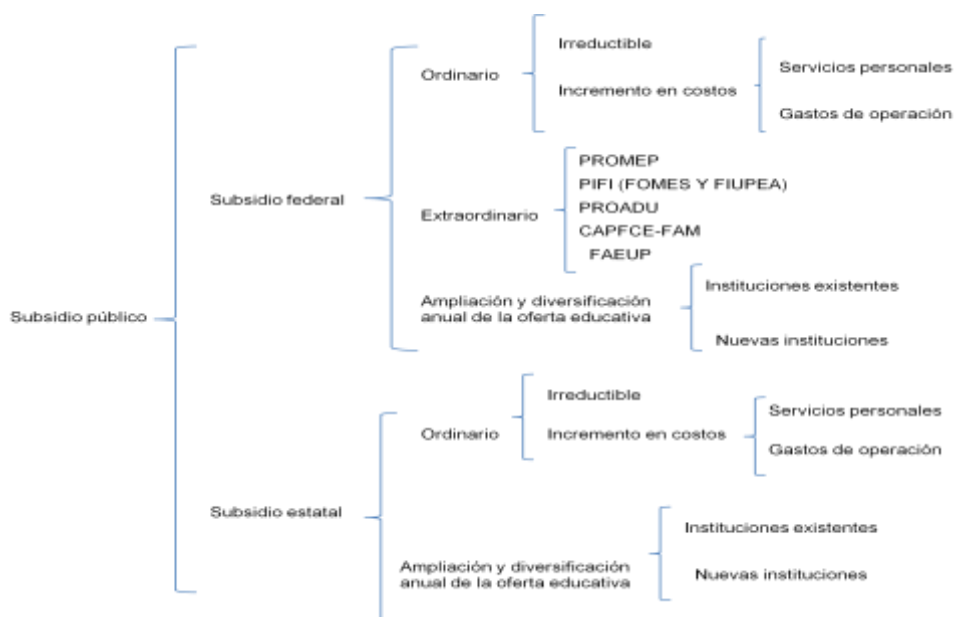 Subsidio público
Subsidio federal
Ordinario
Irreductible
Incremento en costos
Servicios personales
Gastos de operación
Extraordinario
PROMEP
PIFI (FOMES Y FIUPEA)
PROADU
CAPFCE-FAM
FAEUP
Ampliación y diversificación
anual de la oferta educativa
Instituciones existentes
Nuevas instituciones
Subsidio estatal
Ordinario
Irreductible
Incremento en costos
Servicios personales
Gastos de operación
Ampliación y diversificación
anual de la oferta educativa
Instituciones existentes
Nuevas instituciones